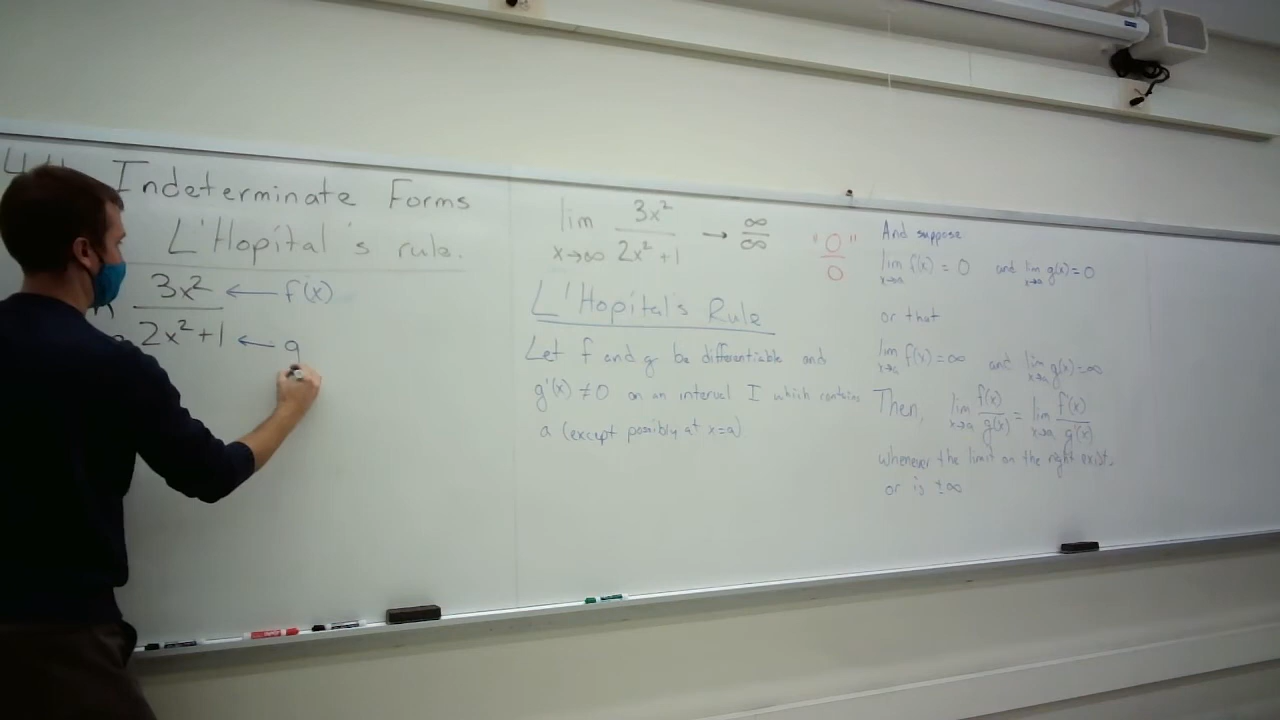 4.4 Indeterminate Forms
L'Hopital's rule.
3x² ← f(x)
2x²+1 ← g
lim x→∞ 3x² / 2x²+1 → ∞/∞
"0/0"
L'Hopital's Rule
Let f and g be differentiable and
g'(x) ≠ 0 on an interval I which contains
a (except possibly at x=a)
And suppose
lim x→a f(x) = 0 and lim x→a g(x) = 0
or that
lim x→a f(x) = ∞ and lim x→a g(x) = ∞
Then, lim x→a f(x)/g(x) = lim x→a f'(x)/g'(x)
whenever the limit on the right exists
or is ±∞